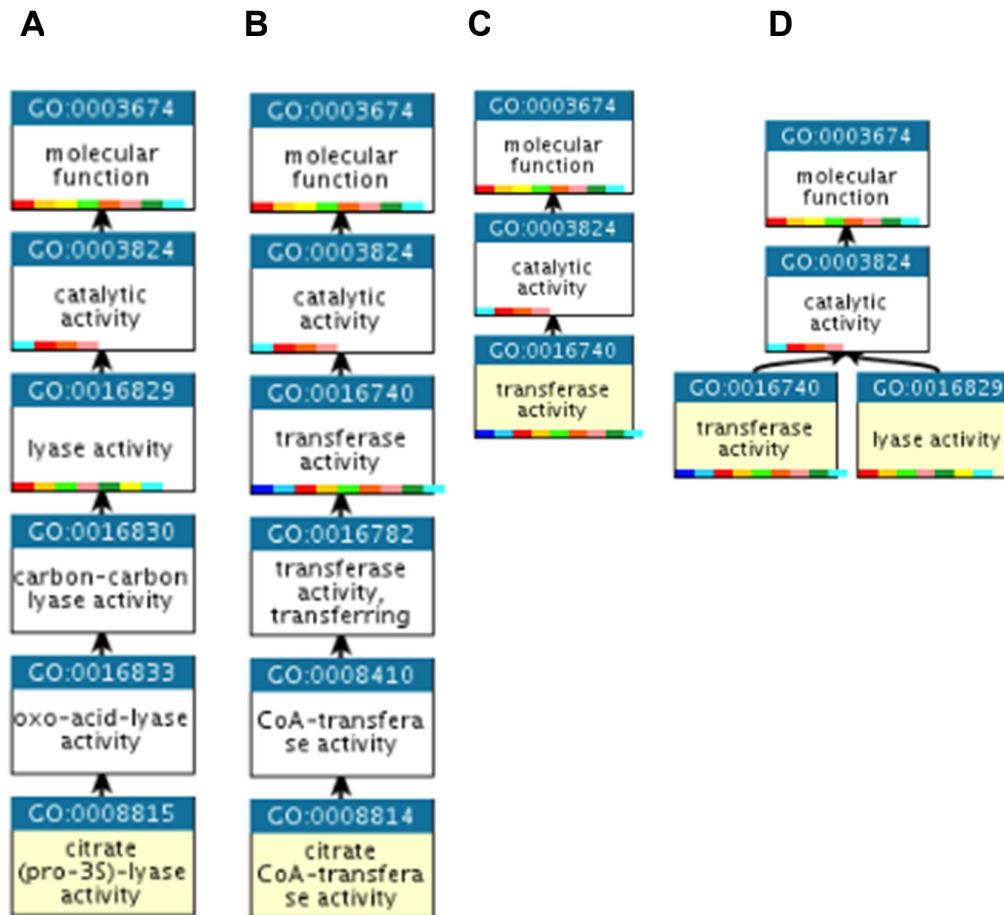 A
B
C
D
GO:0003674
molecular
function
GO:0003824
catalytic
activity
GO:0016829
lyase activity
GO:0016830
carbon-carbon
lyase activity
GO:0016833
oxo-acid-lyase
activity
GO:0008815
citrate
(pro-3S)-lyase
activity
GO:0003674
molecular
function
GO:0003824
catalytic
activity
GO:0016740
transferase
activity
GO:0016782
transferase
activity,
transferring
GO:0008410
CoA-transfera
se activity
GO:0008814
citrate
CoA-transfera
se activity
GO:0003674
molecular
function
GO:0003824
catalytic
activity
GO:0016740
transferase
activity
GO:0003674
molecular
function
GO:0003824
catalytic
activity
GO:0016740
transferase
activity
GO:0016829
lyase activity